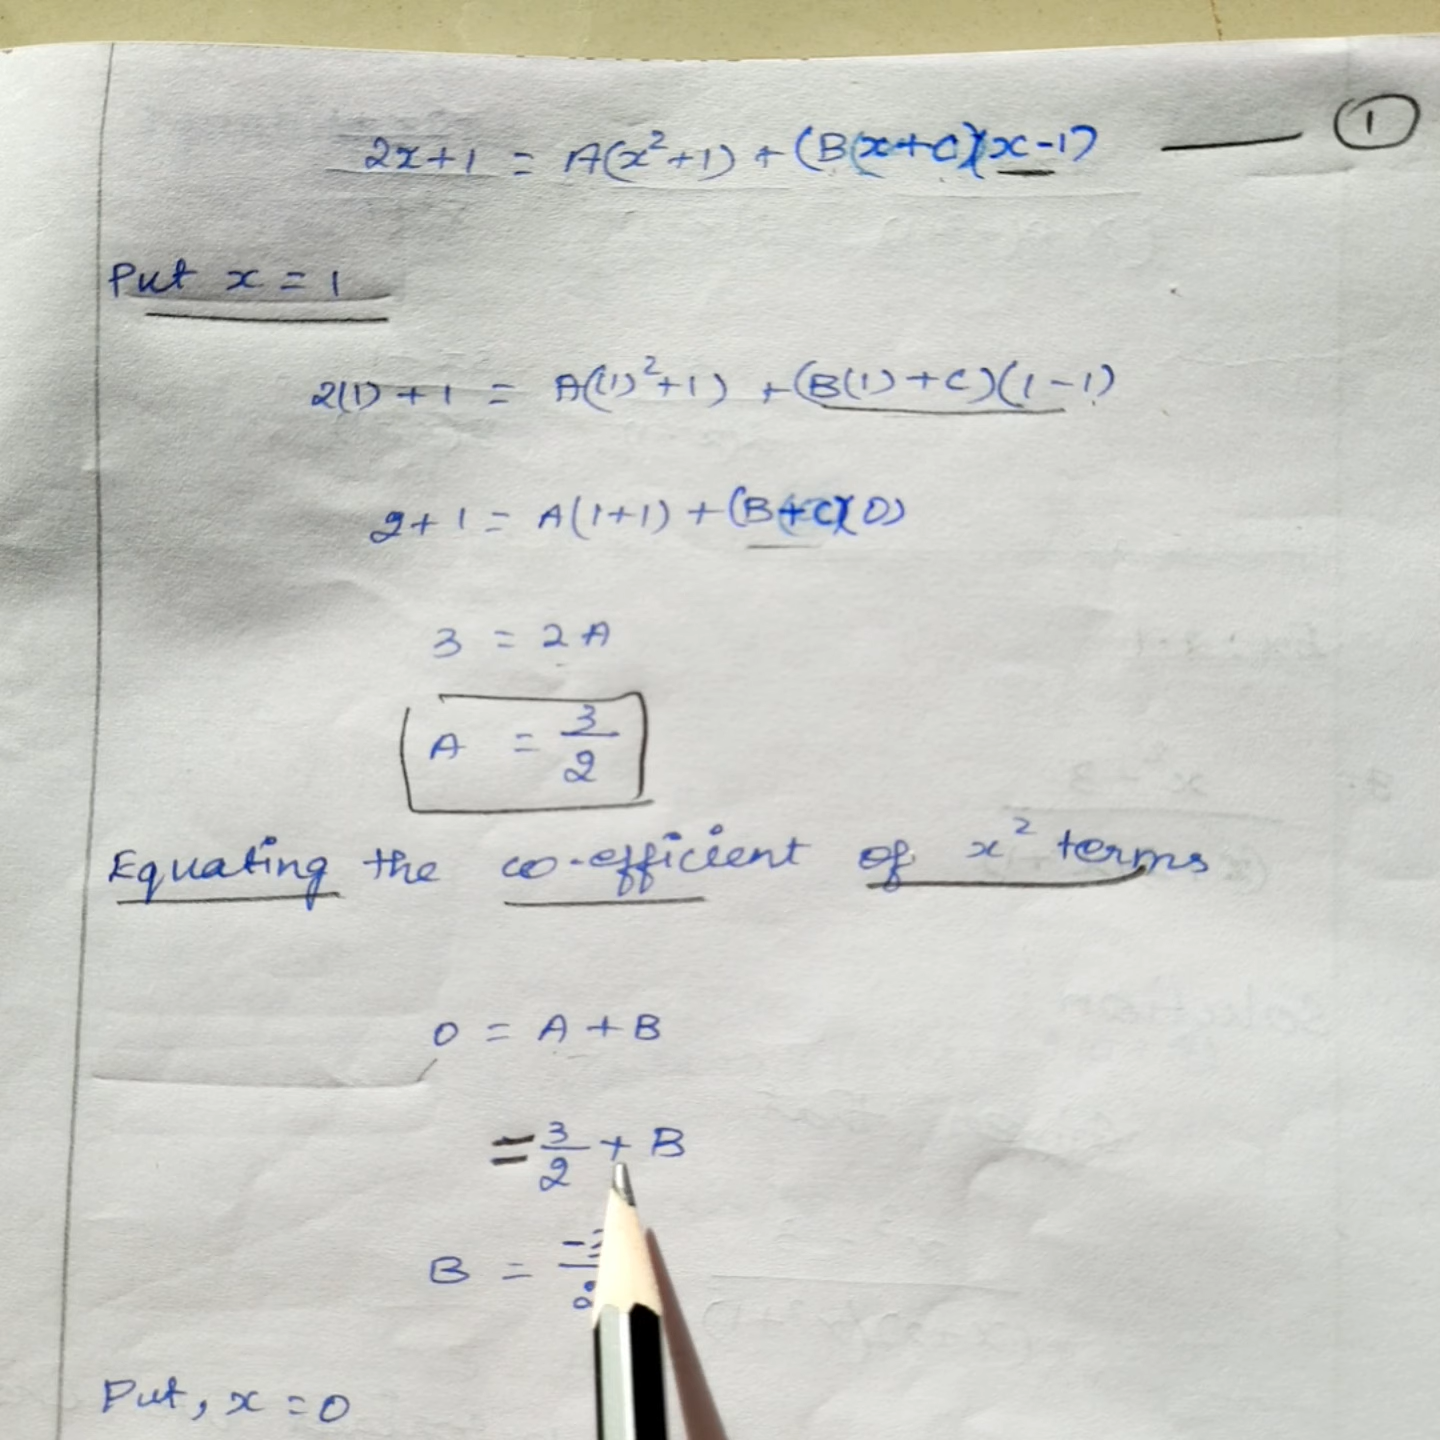 2x+1 = A(x²+1) + (B(x+C)(x-1) —— ①
Put x = 1
2(1) + 1 = A((1)²+1) + (B(1)+C)(1-1)
2+1 = A(1+1) + (B+C)(0)
3 = 2A
A = 3/2
Equating the co-efficient of x² terms
0 = A + B
= 3/2 + B
B =
Put, x = 0